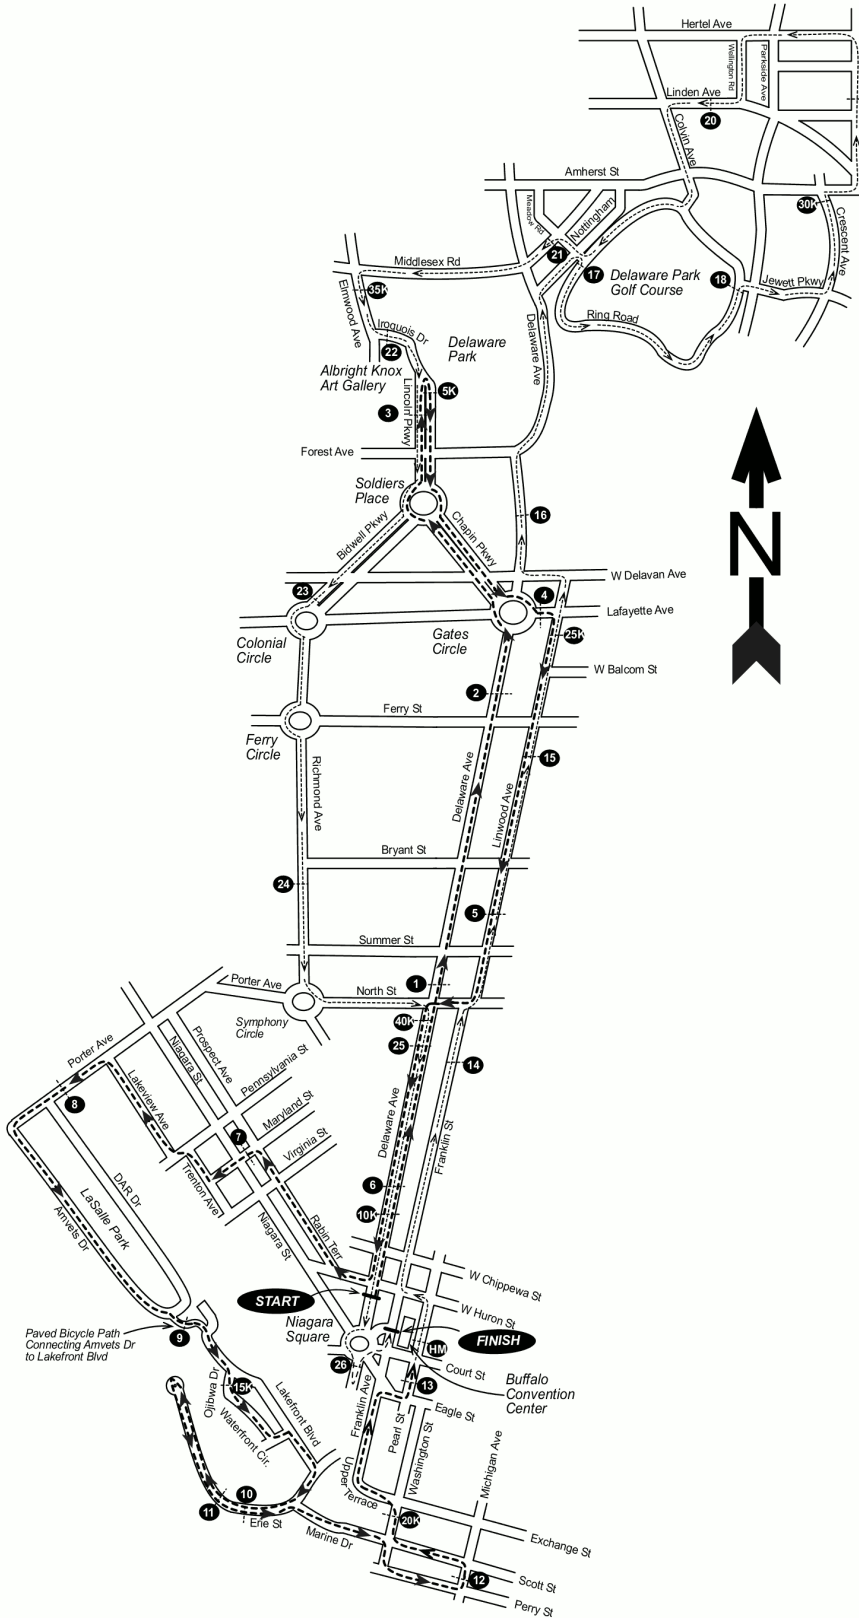 Hertel Ave
Wellington Rd
Parkside Ave
Linden Ave
20
Colvin Ave
Amherst St
30K
Meadow Rd
Nottingham
Crescent Ave
21
Middlesex Rd
17
Delaware Park
Golf Course
18
Jewett Pkwy
35K
Elmwood Ave
Ring Road
Iroquois Dr
Delaware
Park
Delaware Ave
22
Albright Knox
Art Gallery
5K
Lincoln Pkwy
3
Forest Ave
Soldiers
Place
16
Bidwell Pkwy
Chapin Pkwy
N
W Delavan Ave
23
4
Lafayette Ave
Colonial
Circle
Gates
Circle
25K
W Balcom St
2
Ferry St
Ferry
Circle
15
Richmond Ave
Delaware Ave
Linwood Ave
Bryant St
24
5
Summer St
Porter Ave
1
North St
Symphony
Circle
40K
25
Porter Ave
Niagara St
Prospect Ave
Pennsylvania St
14
Lakeview Ave
8
Maryland St
Delaware Ave
Franklin St
7
Virginia St
Trenton Ave
DAR Dr
6
LaSalle Park
10K
Amvets Dr
Niagara St
Rabin Terr
W Chippewa St
START
W Huron St
Niagara
Square
FINISH
Paved Bicycle Path
Connecting Amvets Dr
to Lakefront Blvd
9
HM
26
Court St
Buffalo
Convention
Center
13
Ojibwa Dr
15K
Lakefront Blvd
Franklin Ave
Eagle St
Waterfront Cir.
Pearl St
Washington St
Michigan Ave
Upper
Terrace
10
11
Erie St
20K
Marine Dr
Exchange St
12
Scott St
Perry St